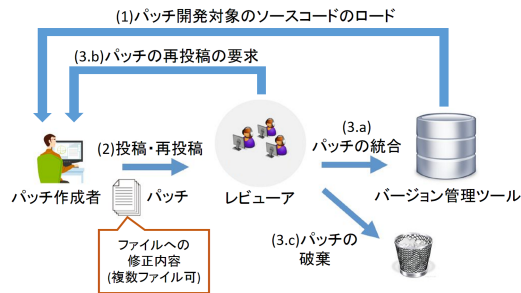 (1)パッチ開発対象のソースコードのロード
(3.b)パッチの再投稿の要求
(2)投稿・再投稿
(3.a)
パッチの統合
パッチ作成者
パッチ
レビューア
バージョン管理ツール
ファイルへの
修正内容
(複数ファイル可)
(3.c)パッチの
破棄